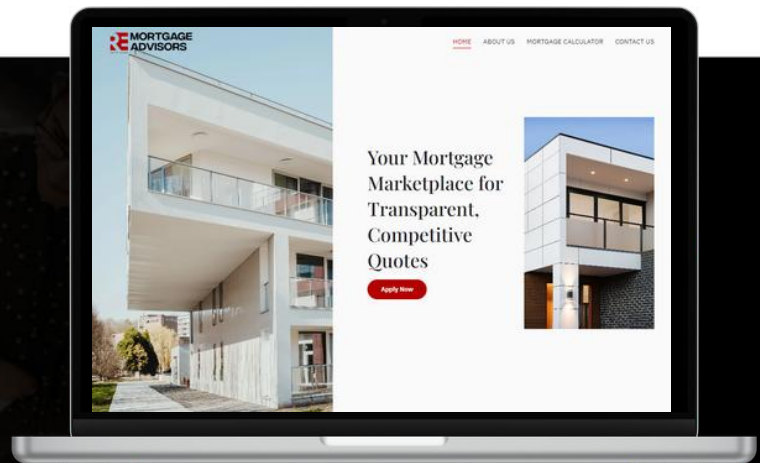 RE MORTGAGE
ADVISORS
HOME ABOUT US MORTGAGE CALCULATOR CONTACT US
Your Mortgage
Marketplace for
Transparent,
Competitive
Quotes
Apply Now